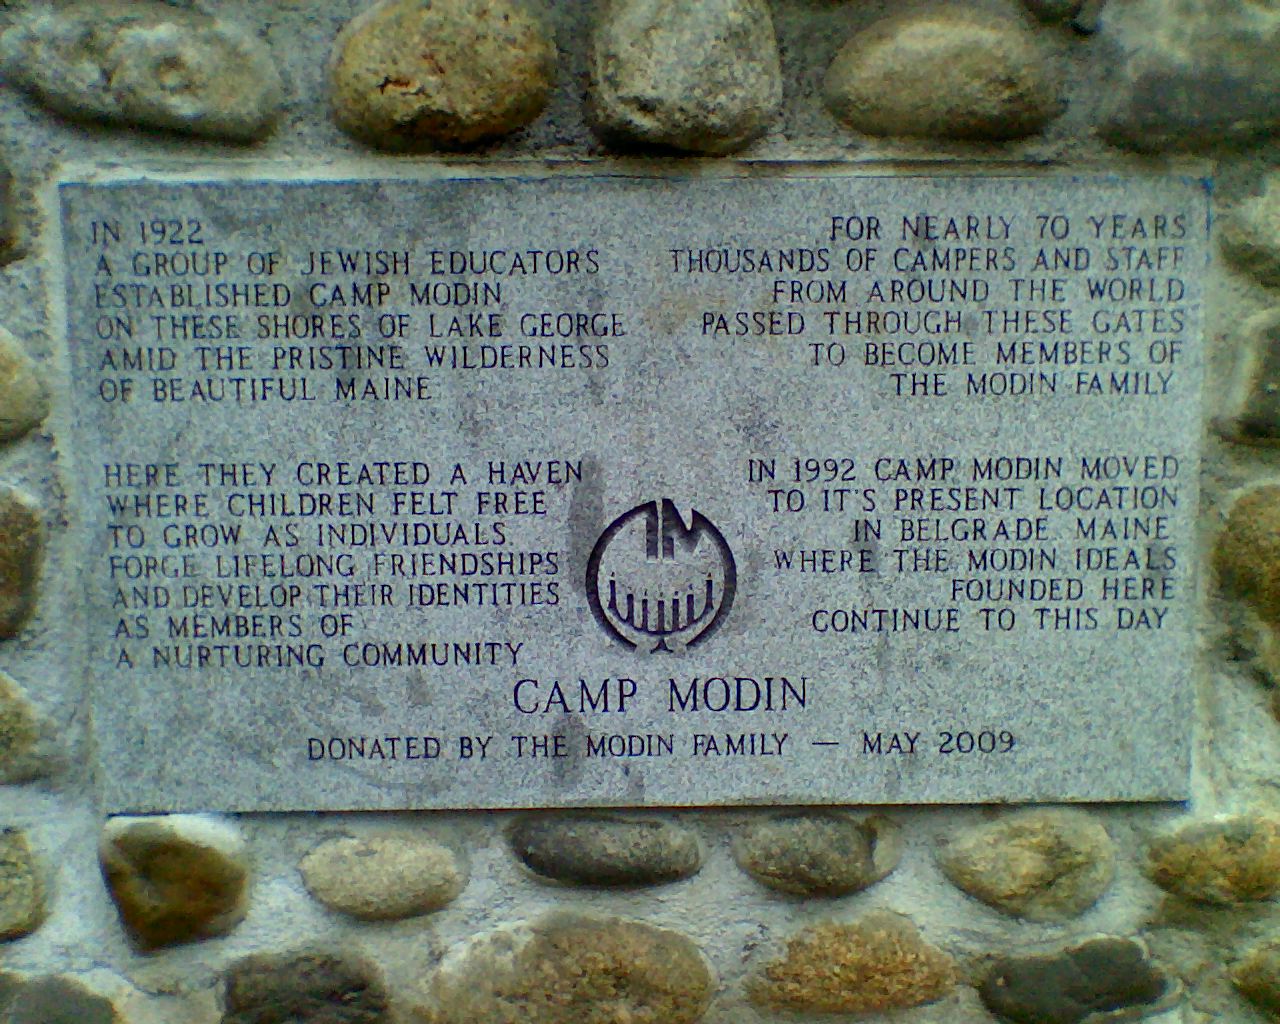 IN 1922
A GROUP OF JEWISH EDUCATORS
ESTABLISHED CAMP MODIN
ON THESE SHORES OF LAKE GEORGE
AMID THE PRISTINE WILDERNESS
OF BEAUTIFUL MAINE
HERE THEY CREATED A HAVEN
WHERE CHILDREN FELT FREE
TO GROW AS INDIVIDUALS
FORGE LIFELONG FRIENDSHIPS
AND DEVELOP THEIR IDENTITIES
AS MEMBERS OF
A NURTURING COMMUNITY
FOR NEARLY 70 YEARS
THOUSANDS OF CAMPERS AND STAFF
FROM AROUND THE WORLD
PASSED THROUGH THESE GATES
TO BECOME MEMBERS OF
THE MODIN FAMILY
IN 1992 CAMP MODIN MOVED
TO IT'S PRESENT LOCATION
IN BELGRADE MAINE
WHERE THE MODIN IDEALS
FOUNDED HERE
CONTINUE TO THIS DAY
CAMP MODIN
DONATED BY THE MODIN FAMILY — MAY 2009